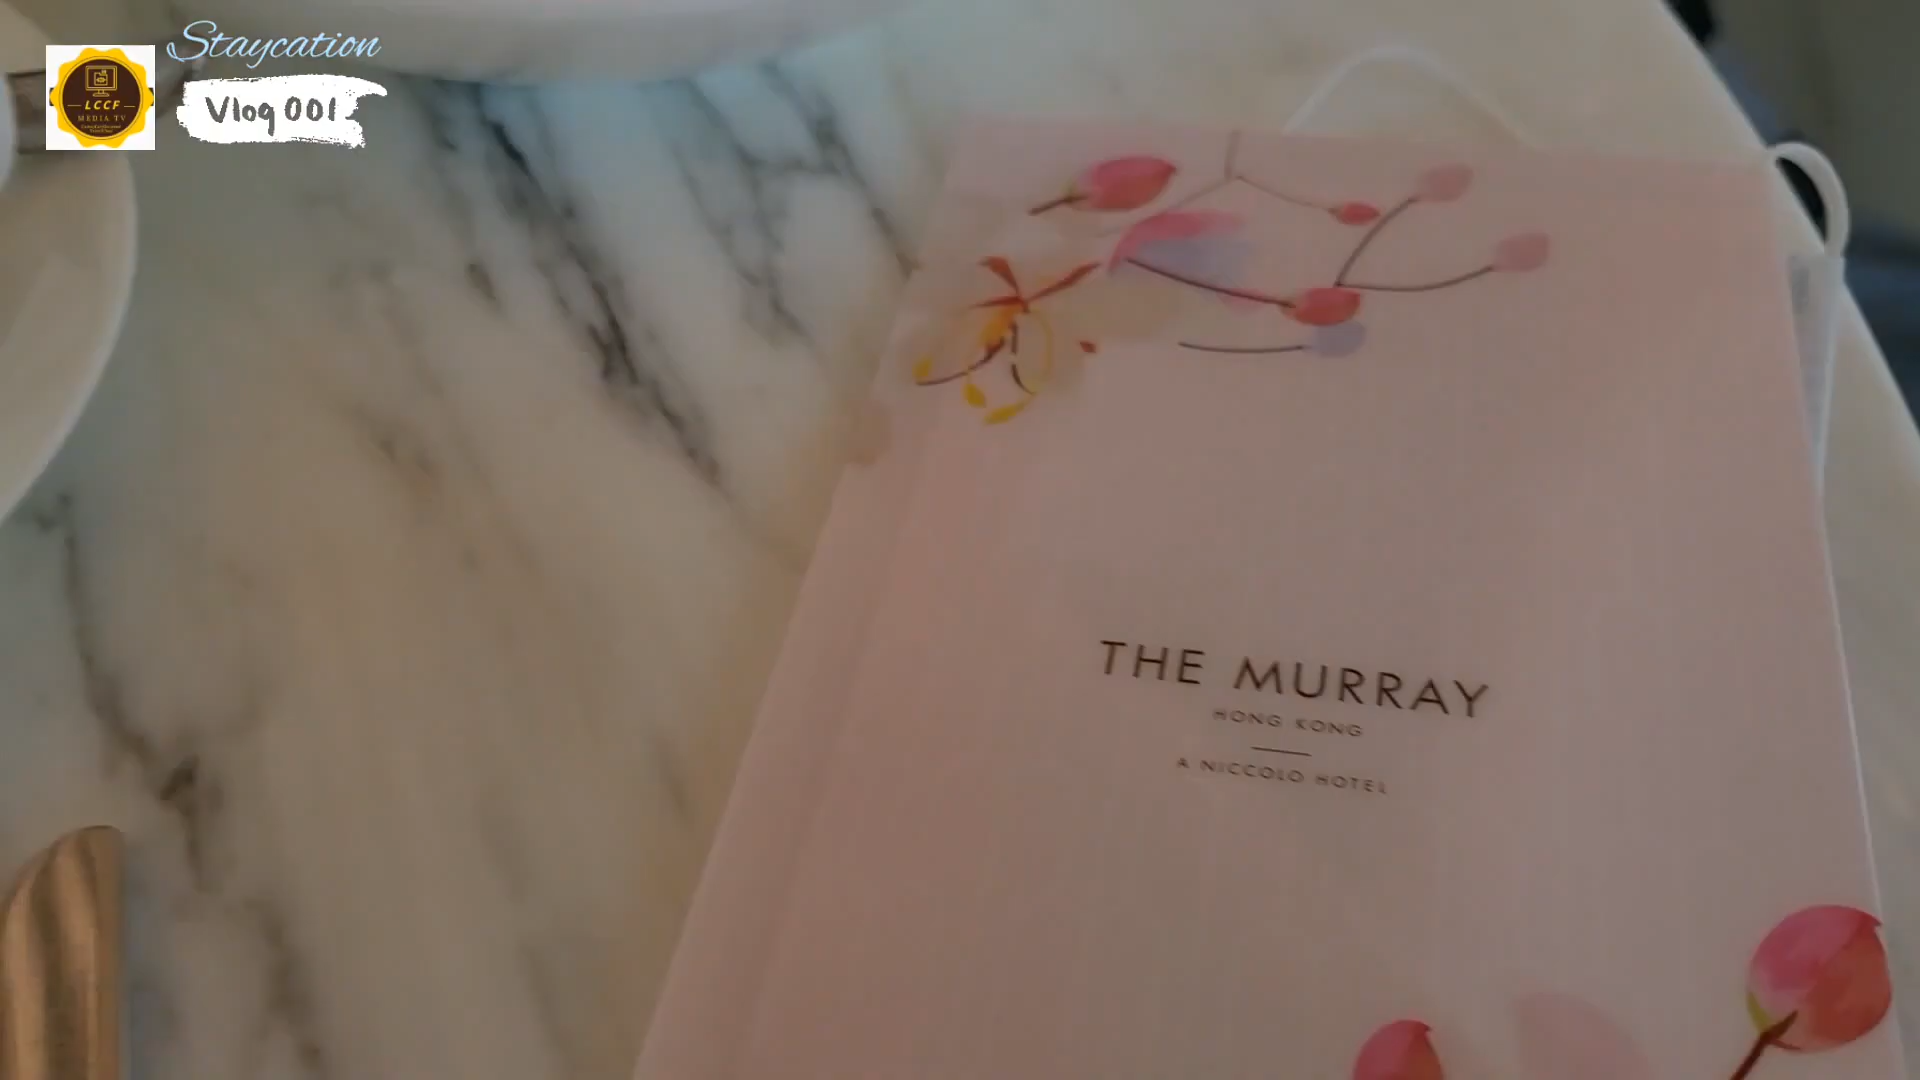 Staycation
Vlog 001
LCCF
MEDIA TV
THE MURRAY
HONG KONG
A NICCOLO HOTEL